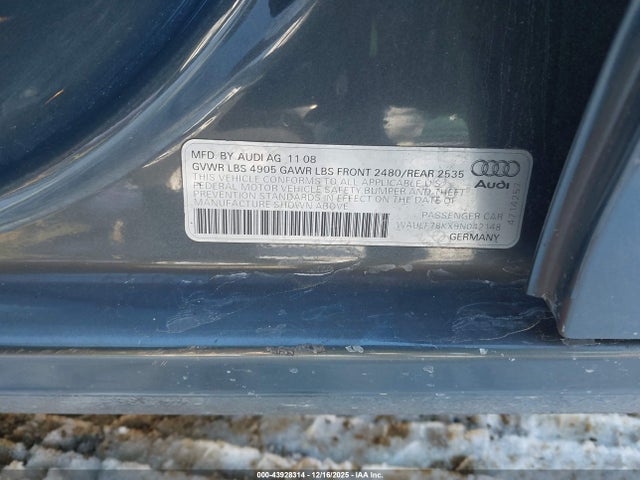 MFD. BY AUDI AG 11 08
GVWR LBS 4905 GAWR LBS FRONT 2480/REAR 2535
THIS VEHICLE CONFORMS TO ALL APPLICABLE U.S.
FEDERAL MOTOR VEHICLE SAFETY BUMPER AND THEFT
PREVENTION STANDARDS IN EFFECT ON THE DATE OF
MANUFACTURE SHOWN ABOVE.
Audi
PASSENGER CAR
GERMANY
000-43928314 - 12/16/2025 - IAA Inc.